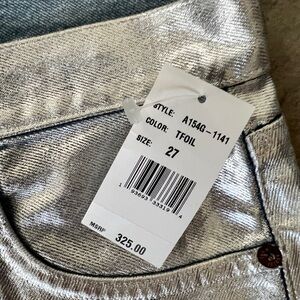 STYLE: A154G-1141
COLOR: TFOIL
SIZE: 27
MSRP 325.00